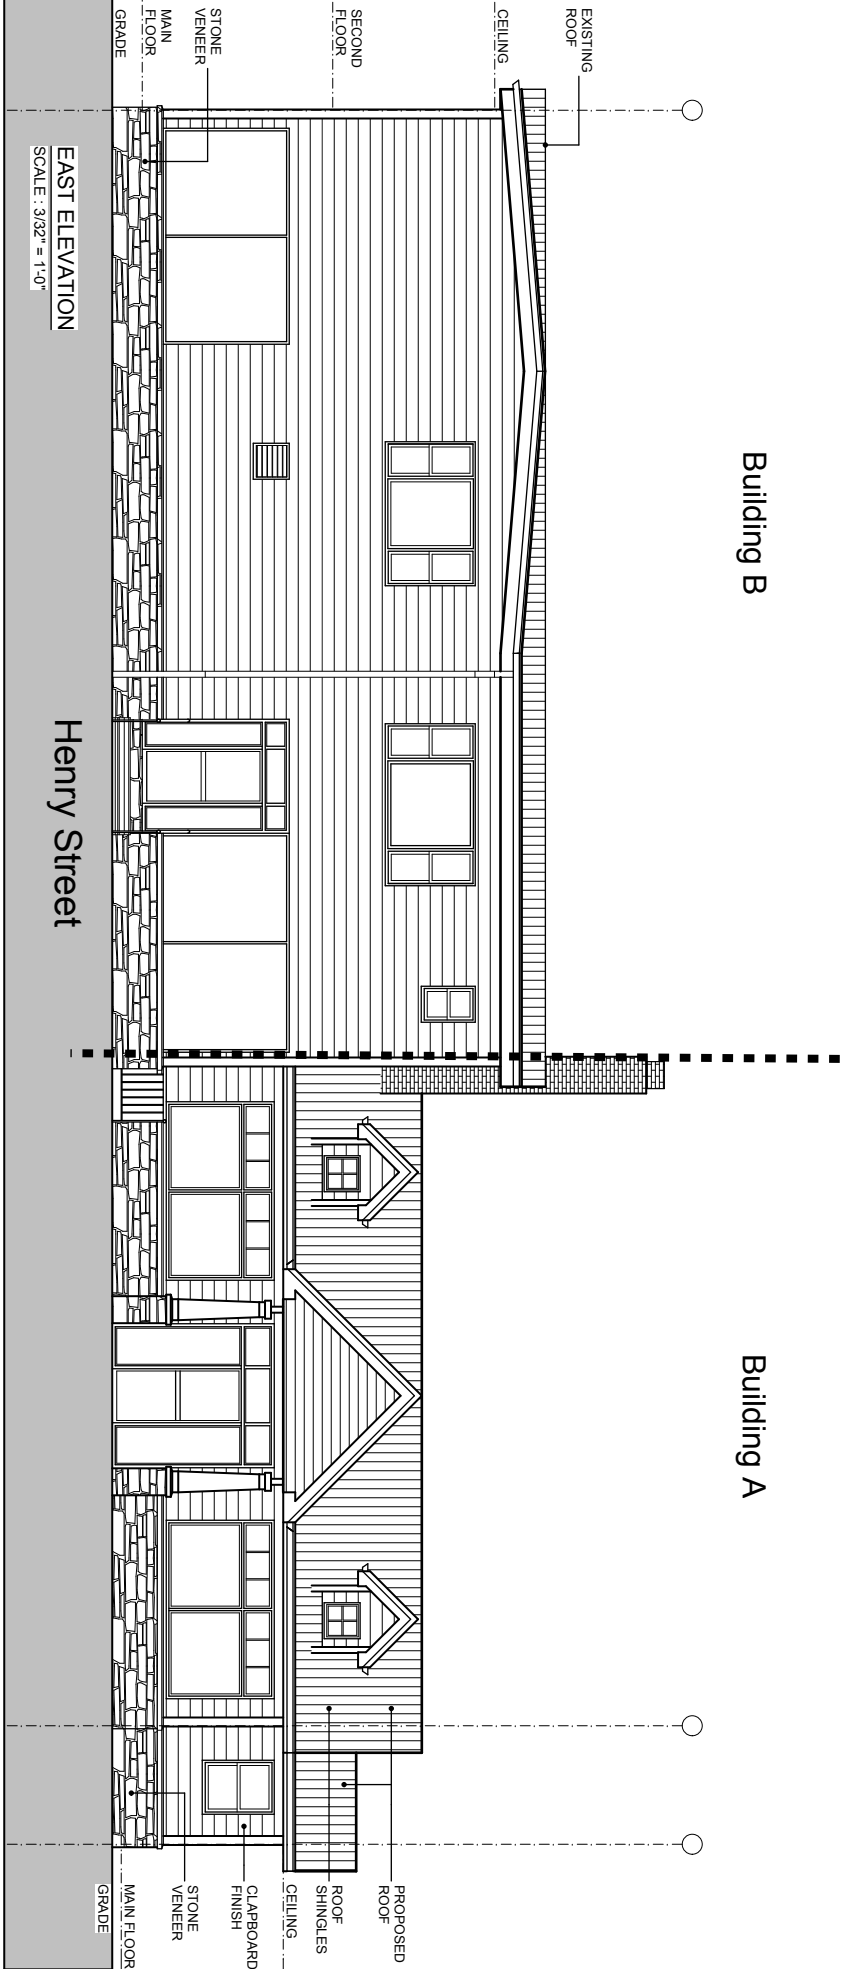 Building B
Building A
EXISTING
ROOF
CEILING
SECOND
FLOOR
STONE
VENEER
MAIN
FLOOR
GRADE
PROPOSED
ROOF
ROOF
SHINGLES
CEILING
CLAPBOARD
FINISH
STONE
VENEER
MAIN FLOOR
GRADE
EAST ELEVATION
SCALE : 3/32" = 1'-0"
Henry Street